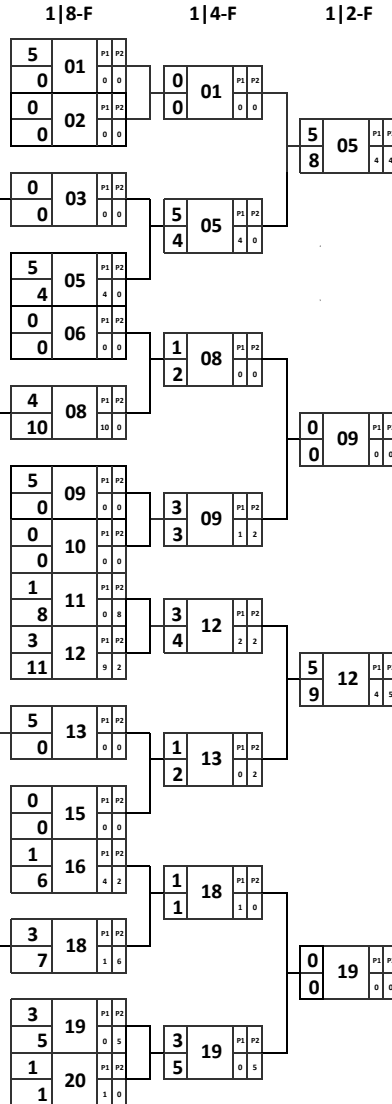 1|8-F 1|4-F 1|2-F
5 P1 P2
01
0 0 0
0 P1 P2
02
0 0 0
0 P1 P2
03
0 0 0
5 P1 P2
05
4 4 0
0 P1 P2
06
0 0 0
4 P1 P2
08
10 10 0
5 P1 P2
09
0 0 0
0 P1 P2
10
0 0 0
1 P1 P2
11
8 0 8
3 P1 P2
12
11 9 2
5 P1 P2
13
0 0 0
0 P1 P2
15
0 0 0
1 P1 P2
16
6 4 2
3 P1 P2
18
7 1 6
3 P1 P2
19
5 0 5
1 P1 P2
20
1 1 0
0 P1 P2
01
0 0 0
5 P1 P2
05
4 4 0
1 P1 P2
08
2 0 0
3 P1 P2
09
3 1 2
3 P1 P2
12
4 2 2
1 P1 P2
13
2 0 2
1 P1 P2
18
1 1 0
3 P1 P2
19
5 0 5
5 P1 P2
05
8 4 4
0 P1 P2
09
0 0 0
5 P1 P2
12
9 4 5
0 P1 P2
19
0 0 0